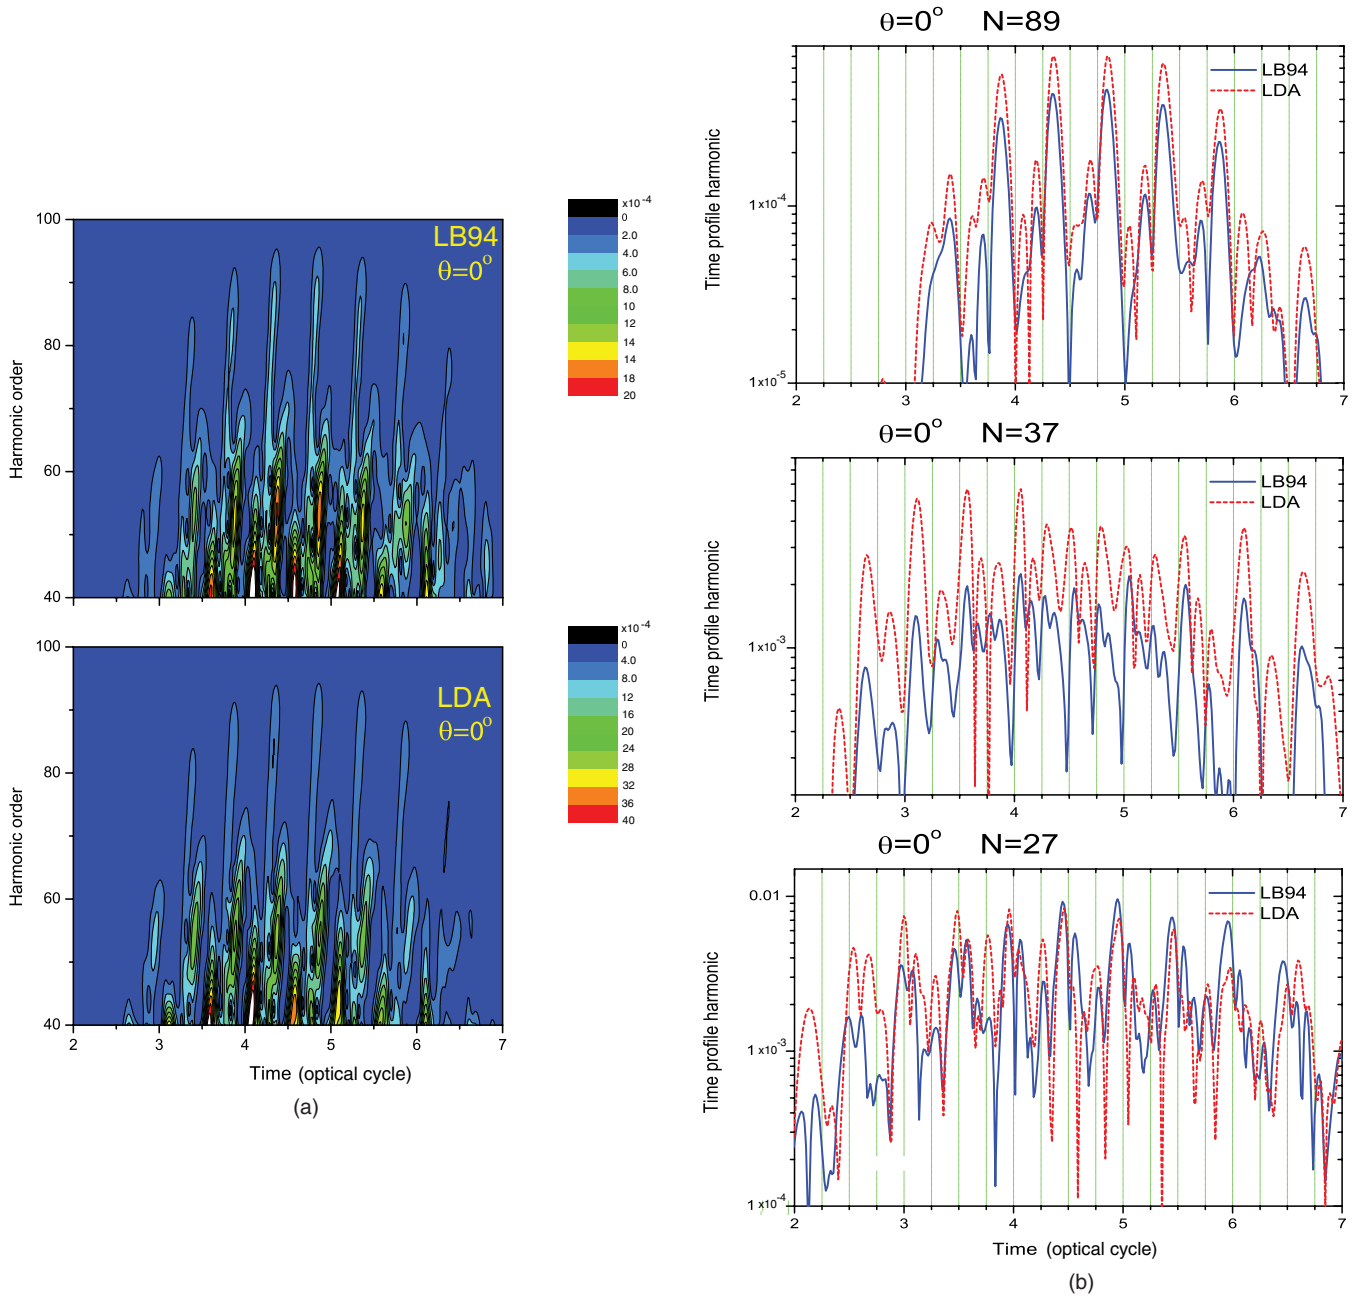 LB94
θ=0°
100
80
60
40
Harmonic order
x10⁻⁴
0
2.0
4.0
6.0
8.0
10
12
14
14
18
20
LDA
θ=0°
100
80
60
40
Harmonic order
2 3 4 5 6 7
Time (optical cycle)
x10⁻⁴
0
4.0
8.0
12
16
20
24
28
32
36
40
(a)
θ=0° N=89
LB94
LDA
1x10⁻⁴
1x10⁻⁵
Time profile harmonic
2 3 4 5 6 7
θ=0° N=37
LB94
LDA
1x10⁻³
Time profile harmonic
2 3 4 5 6 7
θ=0° N=27
LB94
LDA
0.01
1x10⁻³
1x10⁻⁴
Time profile harmonic
2 3 4 5 6 7
Time (optical cycle)
(b)